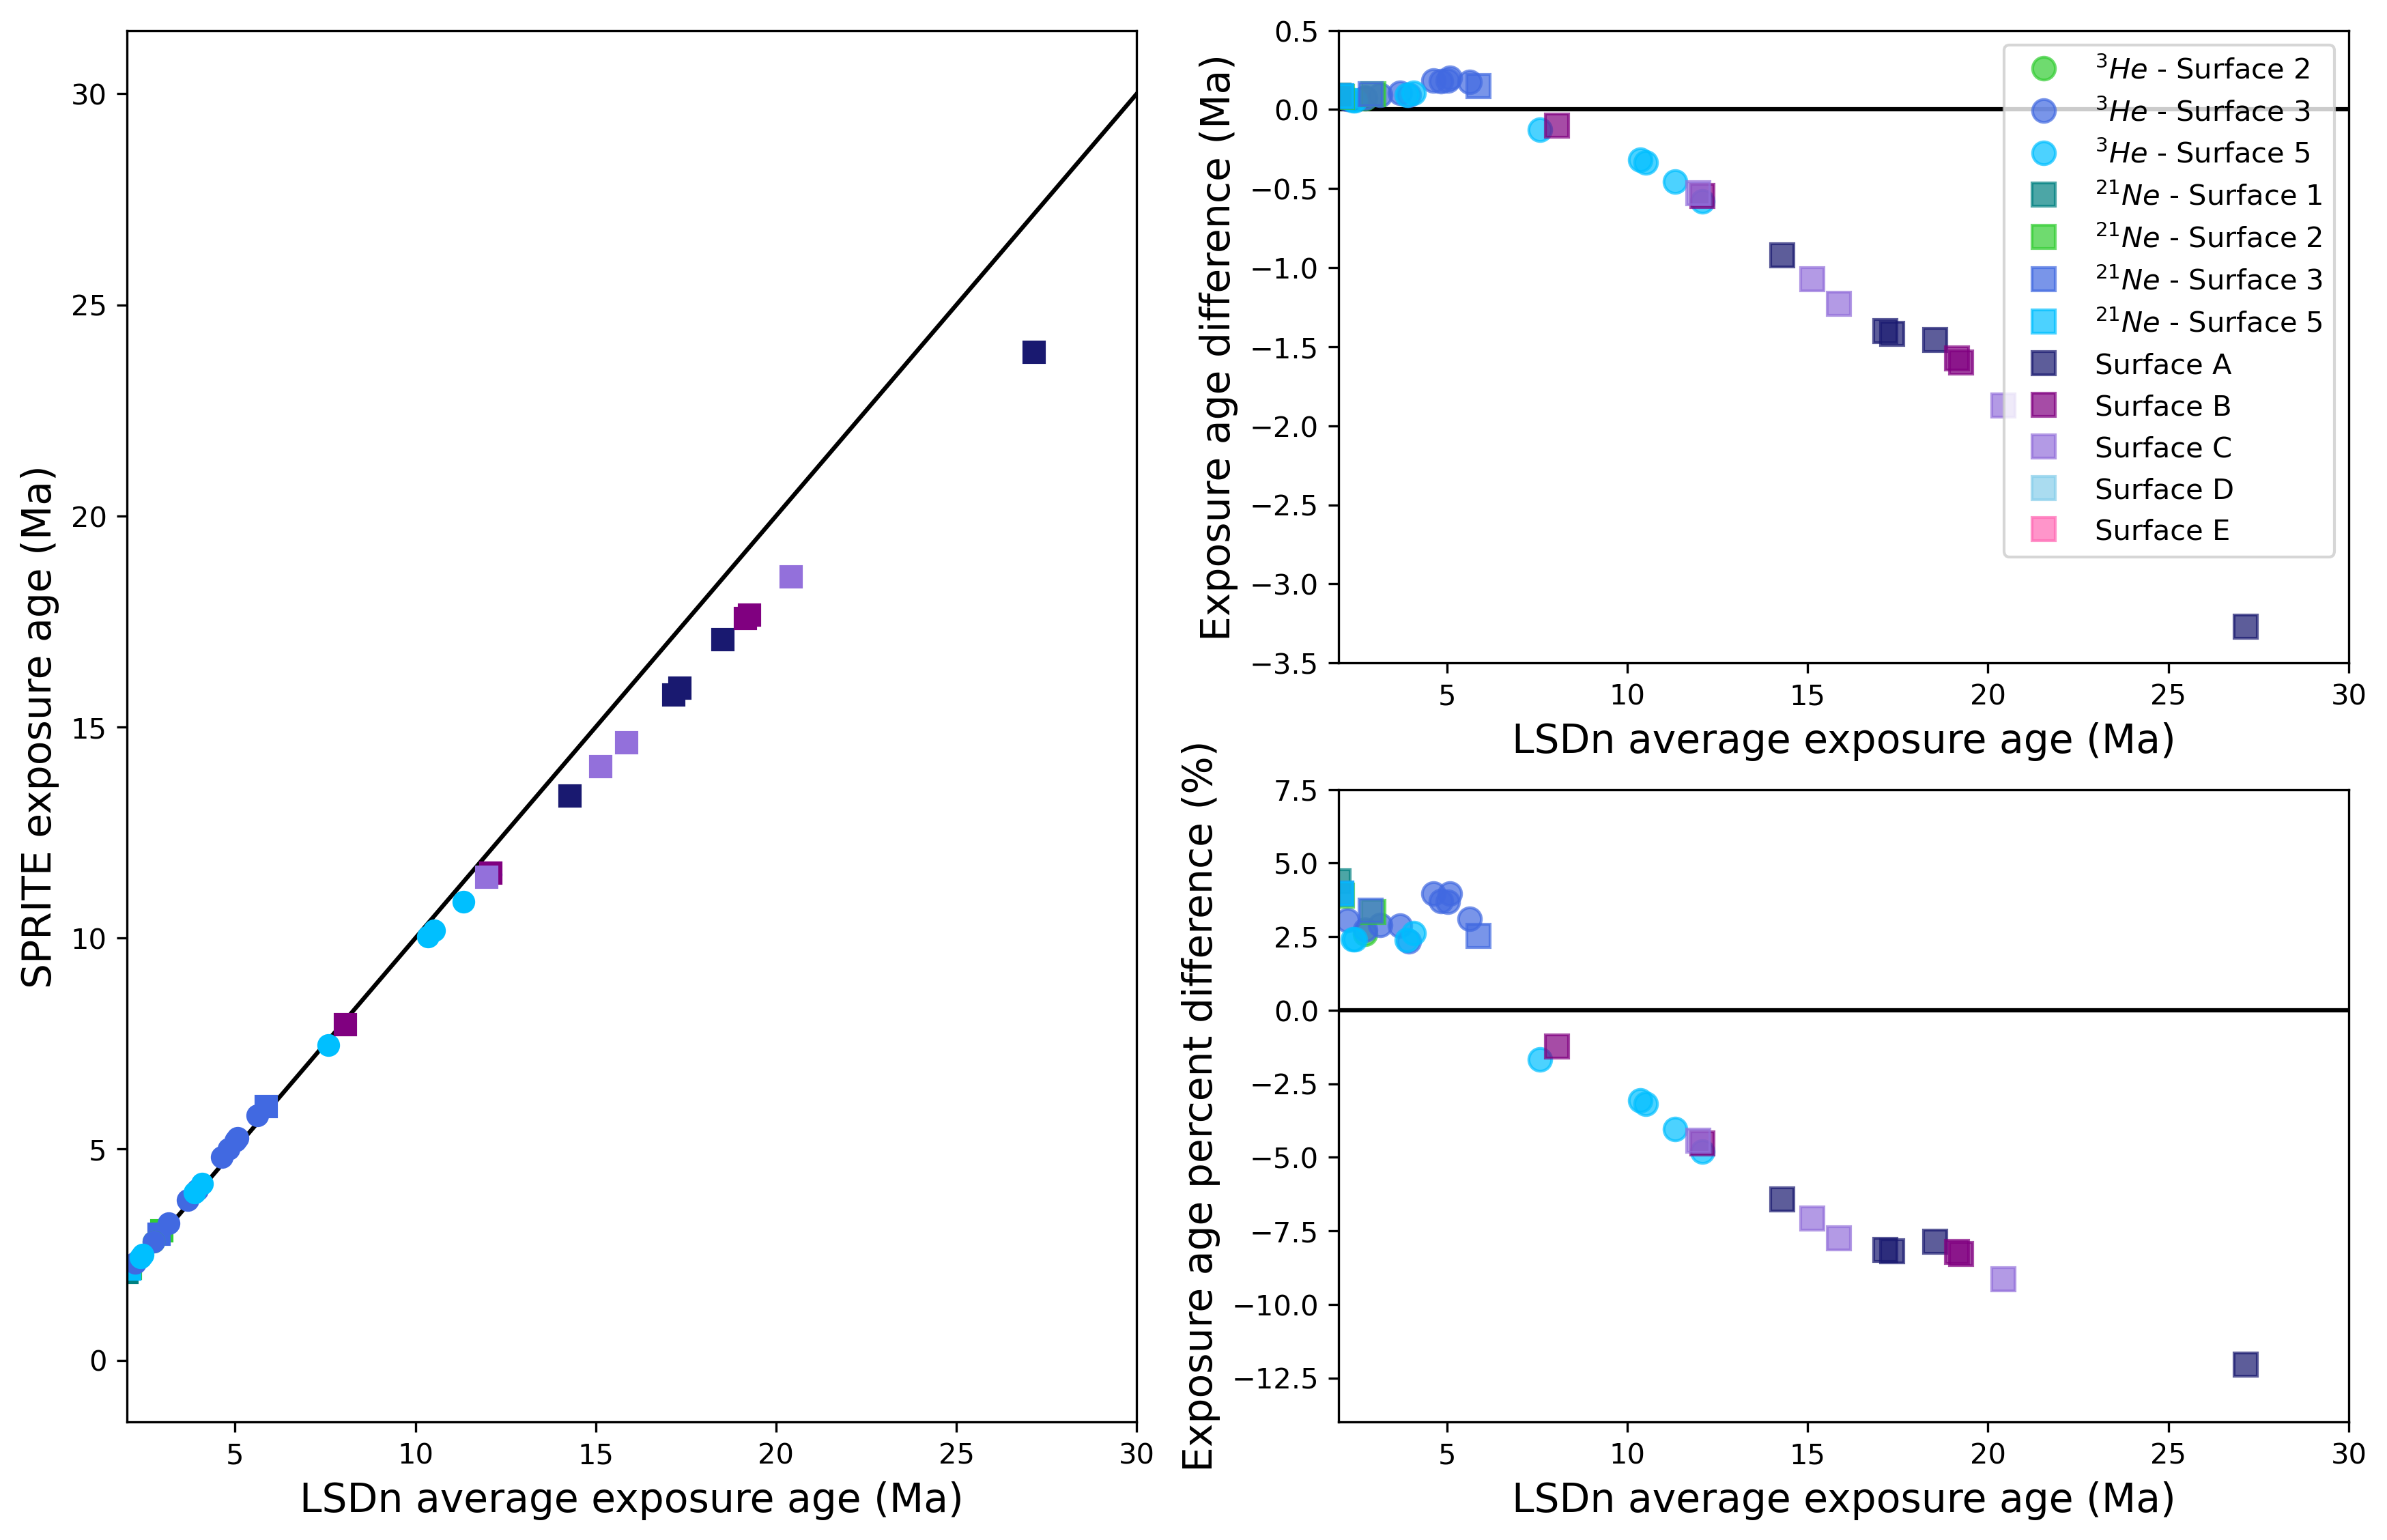 SPRITE exposure age (Ma)
30
25
20
15
10
5
0
5
10
15
20
25
30
LSDn average exposure age (Ma)
Exposure age difference (Ma)
0.5
0.0
−0.5
−1.0
−1.5
−2.0
−2.5
−3.0
−3.5
5
10
15
20
25
30
LSDn average exposure age (Ma)
³He - Surface 2
³He - Surface 3
³He - Surface 5
²¹Ne - Surface 1
²¹Ne - Surface 2
²¹Ne - Surface 3
²¹Ne - Surface 5
Surface A
Surface B
Surface C
Surface D
Surface E
Exposure age percent difference (%)
7.5
5.0
2.5
0.0
−2.5
−5.0
−7.5
−10.0
−12.5
5
10
15
20
25
30
LSDn average exposure age (Ma)